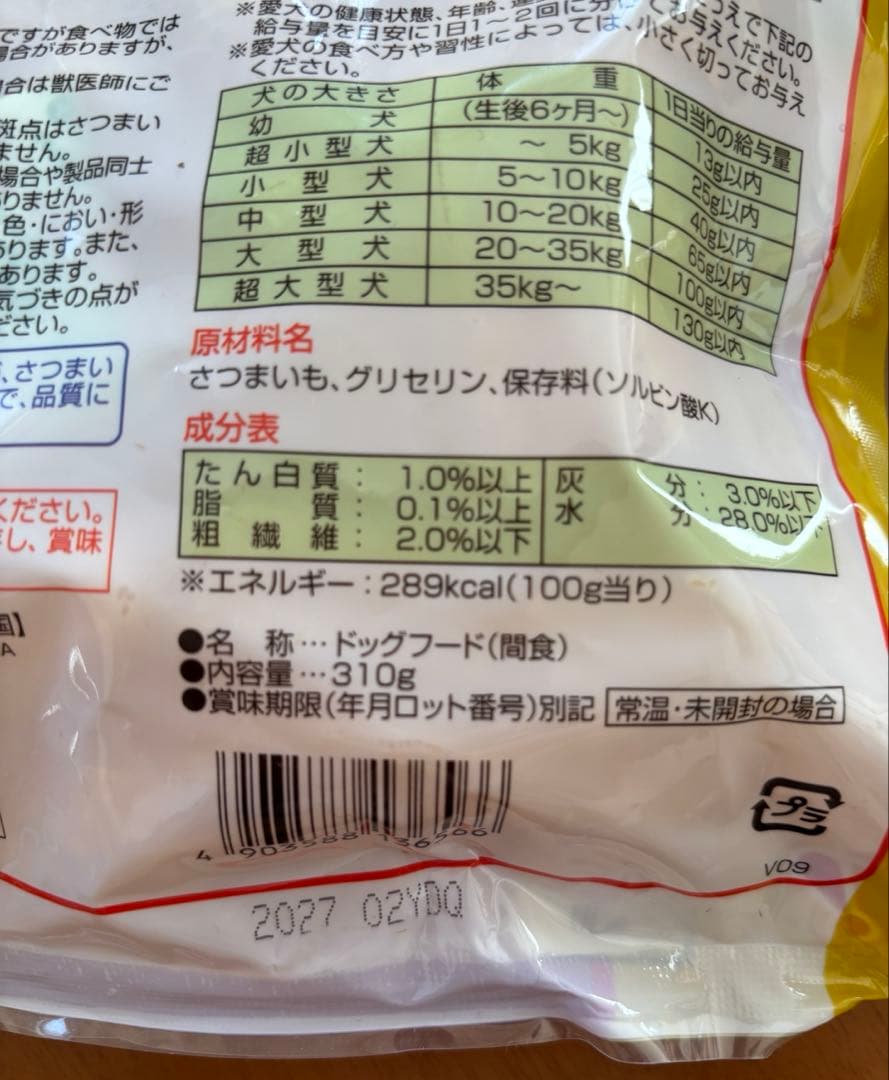 ですが食べ物では
場合がありますが、
合は獣医師にご
斑点はさつまい
ません。
場合や製品同士
りません。
色・におい・形
ります。また、
あります。
気づきの点が
ださい。
、さつまい
で、品質に
ください。
し、賞味
国】
A
※愛犬の健康状態、年齢、
うえで下記の
給与量を目安に1日1〜2回に分
てお与えください。
※愛犬の食べ方や習性によっては、小さく切ってお与え
ください。
犬の大きさ 体重 1日当りの給与量
幼犬 (生後6ヶ月〜) 13g以内
超小型犬 〜 5kg 25g以内
小型犬 5〜10kg 40g以内
中型犬 10〜20kg 65g以内
大型犬 20〜35kg 100g以内
超大型犬 35kg〜 130g以内
原材料名
さつまいも、グリセリン、保存料(ソルビン酸K)
成分表
たん白質: 1.0%以上 灰分: 3.0%以下
脂質: 0.1%以上 水分: 28.0%以下
粗繊維: 2.0%以下
※エネルギー:289kcal(100g当り)
●名 称…ドッグフード(間食)
●内容量…310g
●賞味期限(年月ロット番号)別記 常温・未開封の場合
4 903588 136566
プラ
V09
2027 02YDQ